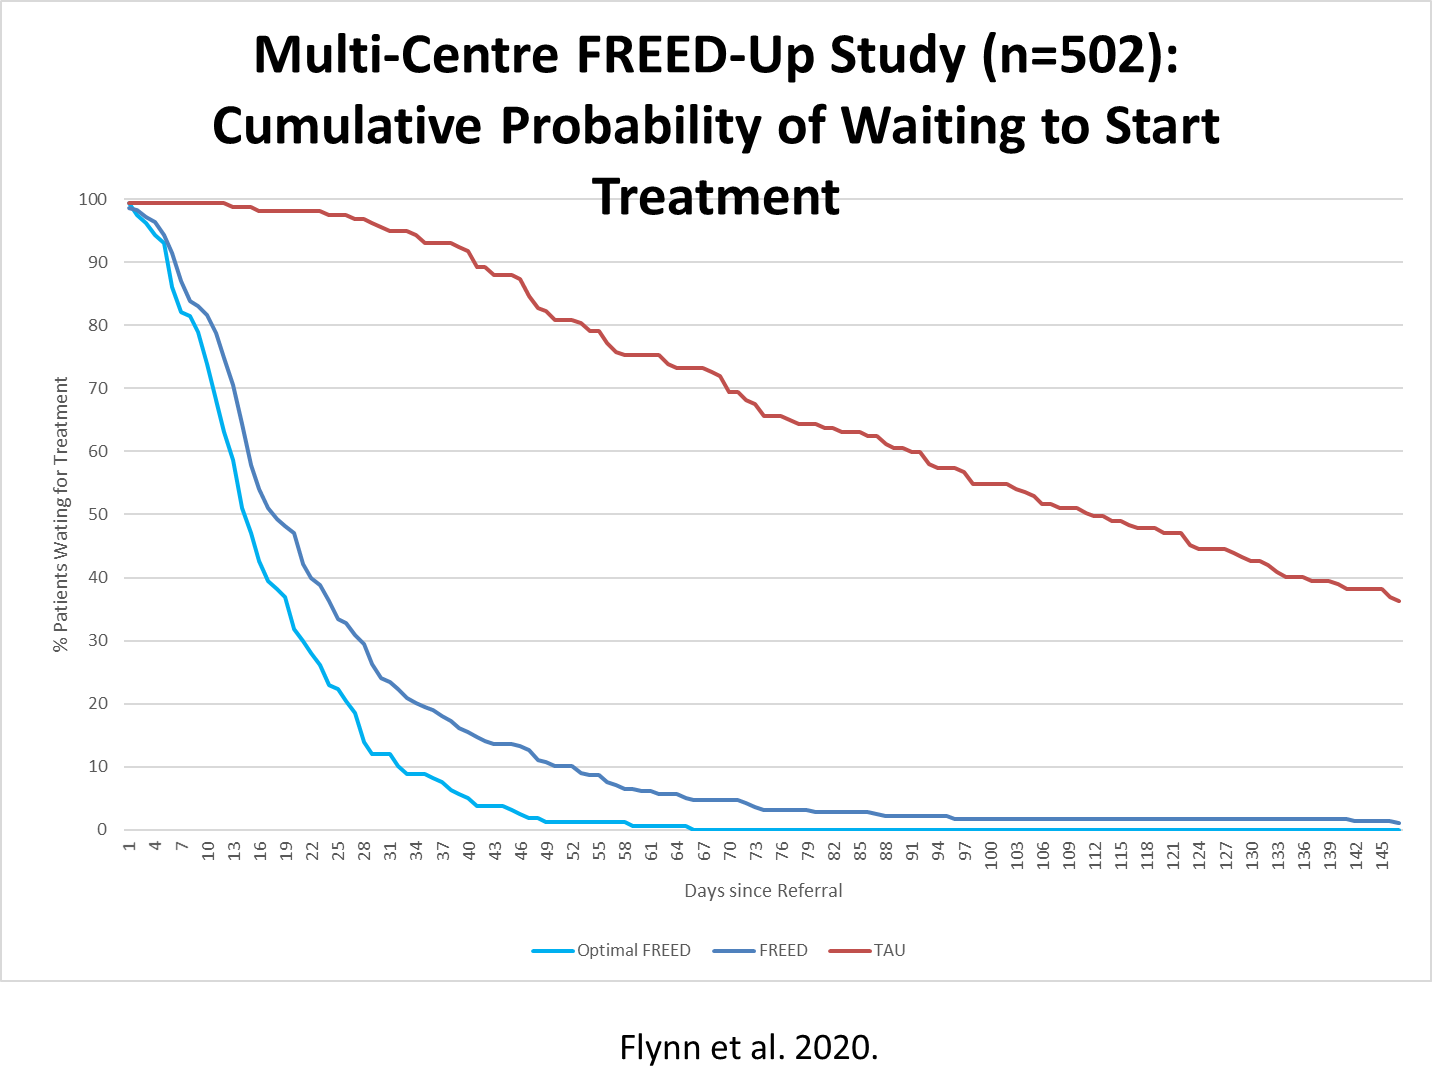 Multi-Centre FREED-Up Study (n=502):
Cumulative Probability of Waiting to Start
Treatment
100
90
80
70
60
50
40
30
20
10
0
% Patients Wating for Treatment
1 4 7 10 13 16 19 22 25 28 31 34 37 40 43 46 49 52 55 58 61 64 67 70 73 76 79 82 85 88 91 94 97 100 103 106 109 112 115 118 121 124 127 130 133 136 139 142 145
Days since Referral
Optimal FREED FREED TAU
Flynn et al. 2020.